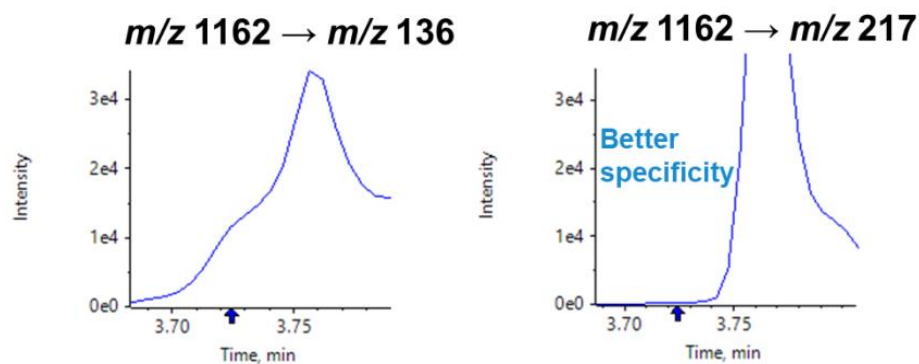 m/z 1162 → m/z 136
3e4
2e4
1e4
0e0
Intensity
3.70
3.75
Time, min
m/z 1162 → m/z 217
3e4
2e4
1e4
0e0
Intensity
Better
specificity
3.70
3.75
Time, min